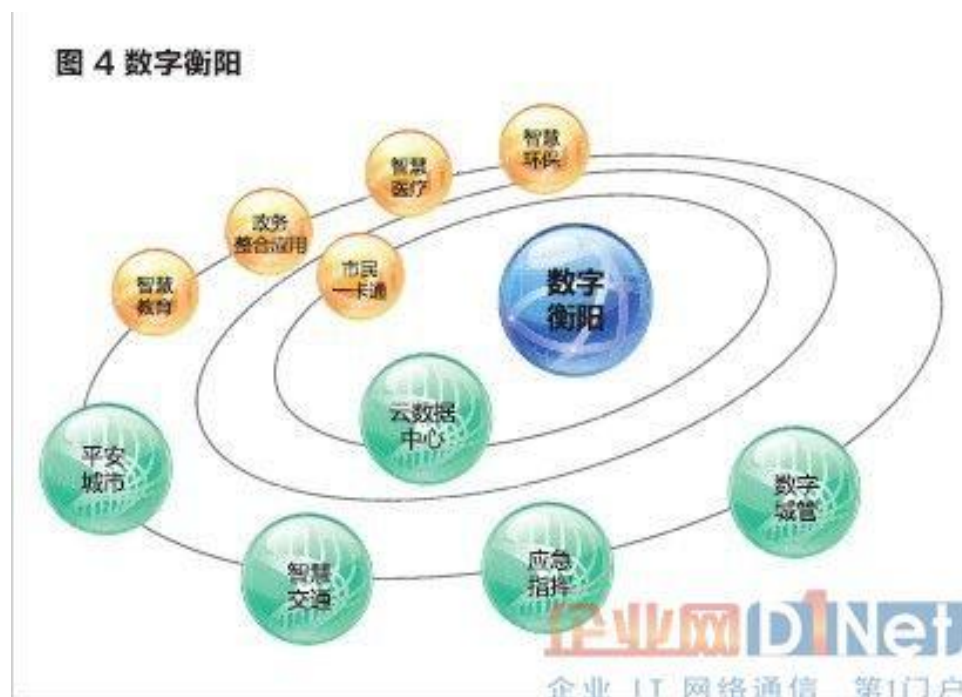 图 4 数字衡阳
智慧
环保
智慧
医疗
政务
整合应用
市民
一卡通
智慧
教育
数字
衡阳
云数据
中心
平安
城市
数字
城管
智慧
交通
应急
指挥
企业网D1Net
企业 IT 网络通信 第1门户